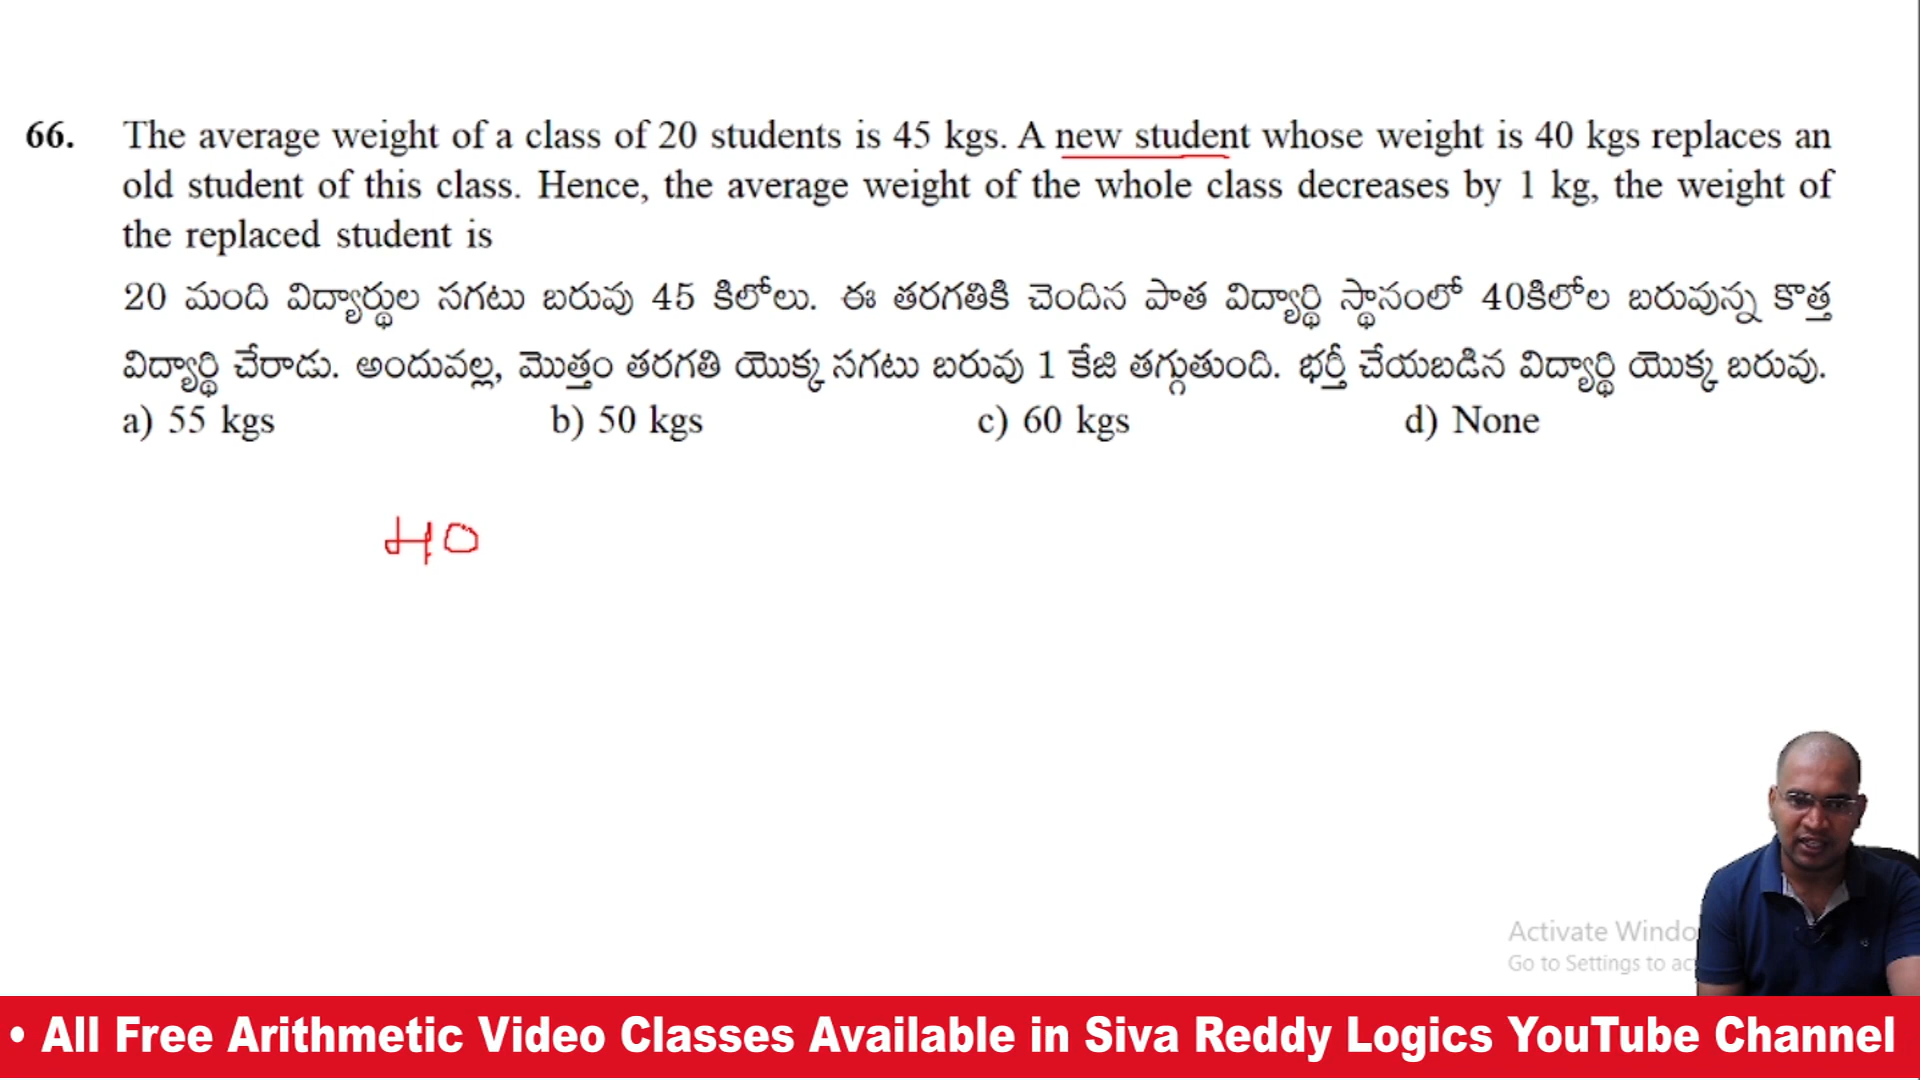 66. The average weight of a class of 20 students is 45 kgs. A new student whose weight is 40 kgs replaces an
old student of this class. Hence, the average weight of the whole class decreases by 1 kg, the weight of
the replaced student is
20 మంది విద్యార్థుల సగటు బరువు 45 కిలోలు. ఈ తరగతికి చెందిన పాత విద్యార్థి స్థానంలో 40కిలోల బరువున్న కొత్త
విద్యార్థి చేరాడు. అందువల్ల, మొత్తం తరగతి యొక్క సగటు బరువు 1 కేజి తగ్గుతుంది. భర్తీ చేయబడిన విద్యార్థి యొక్క బరువు.
a) 55 kgs b) 50 kgs c) 60 kgs d) None
40
Activate Windo
Go to Settings to ac
• All Free Arithmetic Video Classes Available in Siva Reddy Logics YouTube Channel